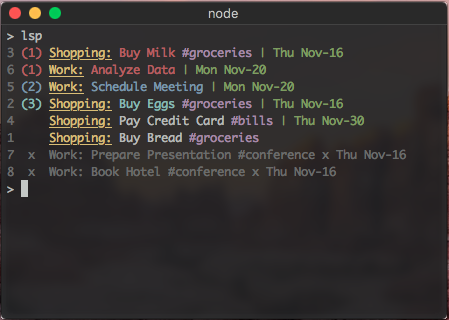 node
> lsp
3 (1) Shopping: Buy Milk #groceries | Thu Nov-16
6 (1) Work: Analyze Data | Mon Nov-20
5 (2) Work: Schedule Meeting | Mon Nov-20
2 (3) Shopping: Buy Eggs #groceries | Thu Nov-16
4 Shopping: Pay Credit Card #bills | Thu Nov-30
1 Shopping: Buy Bread #groceries
7 x Work: Prepare Presentation #conference x Thu Nov-16
8 x Work: Book Hotel #conference x Thu Nov-16
>